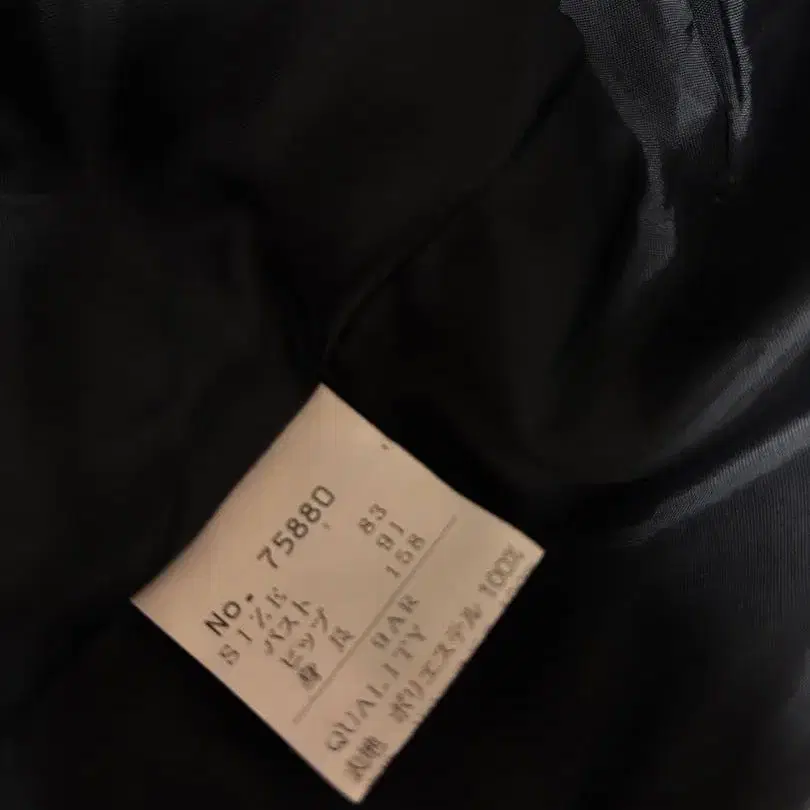 No. 75880
SIZE
バスト 83
ヒップ 91
身長 158
9AR
QUALITY
表地 ポリエステル 100%